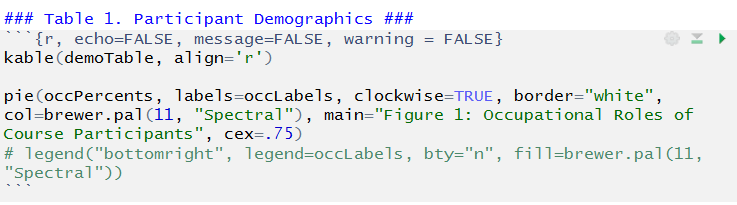 ### Table 1. Participant Demographics ###
```{r, echo=FALSE, message=FALSE, warning = FALSE}
kable(demoTable, align='r')
pie(occPercents, labels=occLabels, clockwise=TRUE, border="white",
col=brewer.pal(11, "Spectral"), main="Figure 1: Occupational Roles of
Course Participants", cex=.75)
# legend("bottomright", legend=occLabels, bty="n", fill=brewer.pal(11,
"Spectral"))
```